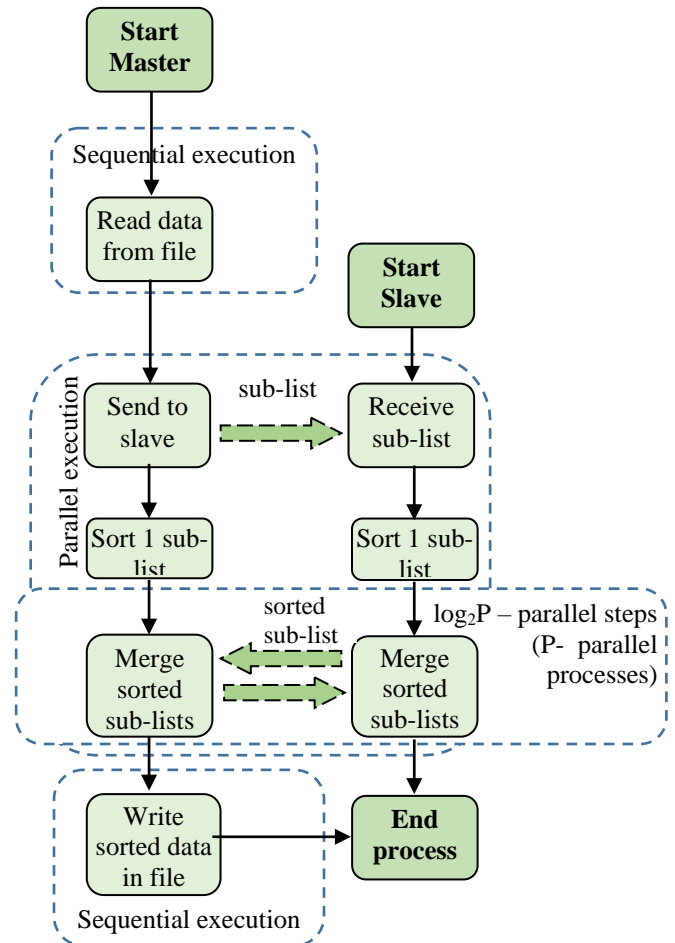 Start
Master
Sequential execution
Read data
from file
Start
Slave
Parallel execution
Send to
slave
sub-list
Receive
sub-list
Sort 1 sub-
list
Sort 1 sub-
list
sorted
sub-list
log₂P – parallel steps
(P- parallel
processes)
Merge
sorted
sub-lists
Merge
sorted
sub-lists
Write
sorted data
in file
End
process
Sequential execution